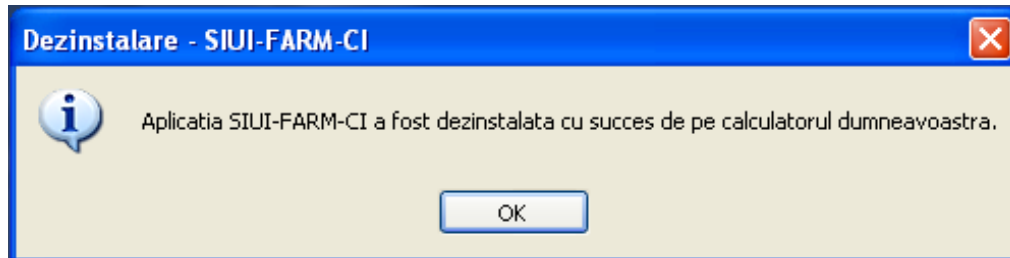 Dezinstalare - SIUI-FARM-CI
Aplicatia SIUI-FARM-CI a fost dezinstalata cu succes de pe calculatorul dumneavoastra.
OK